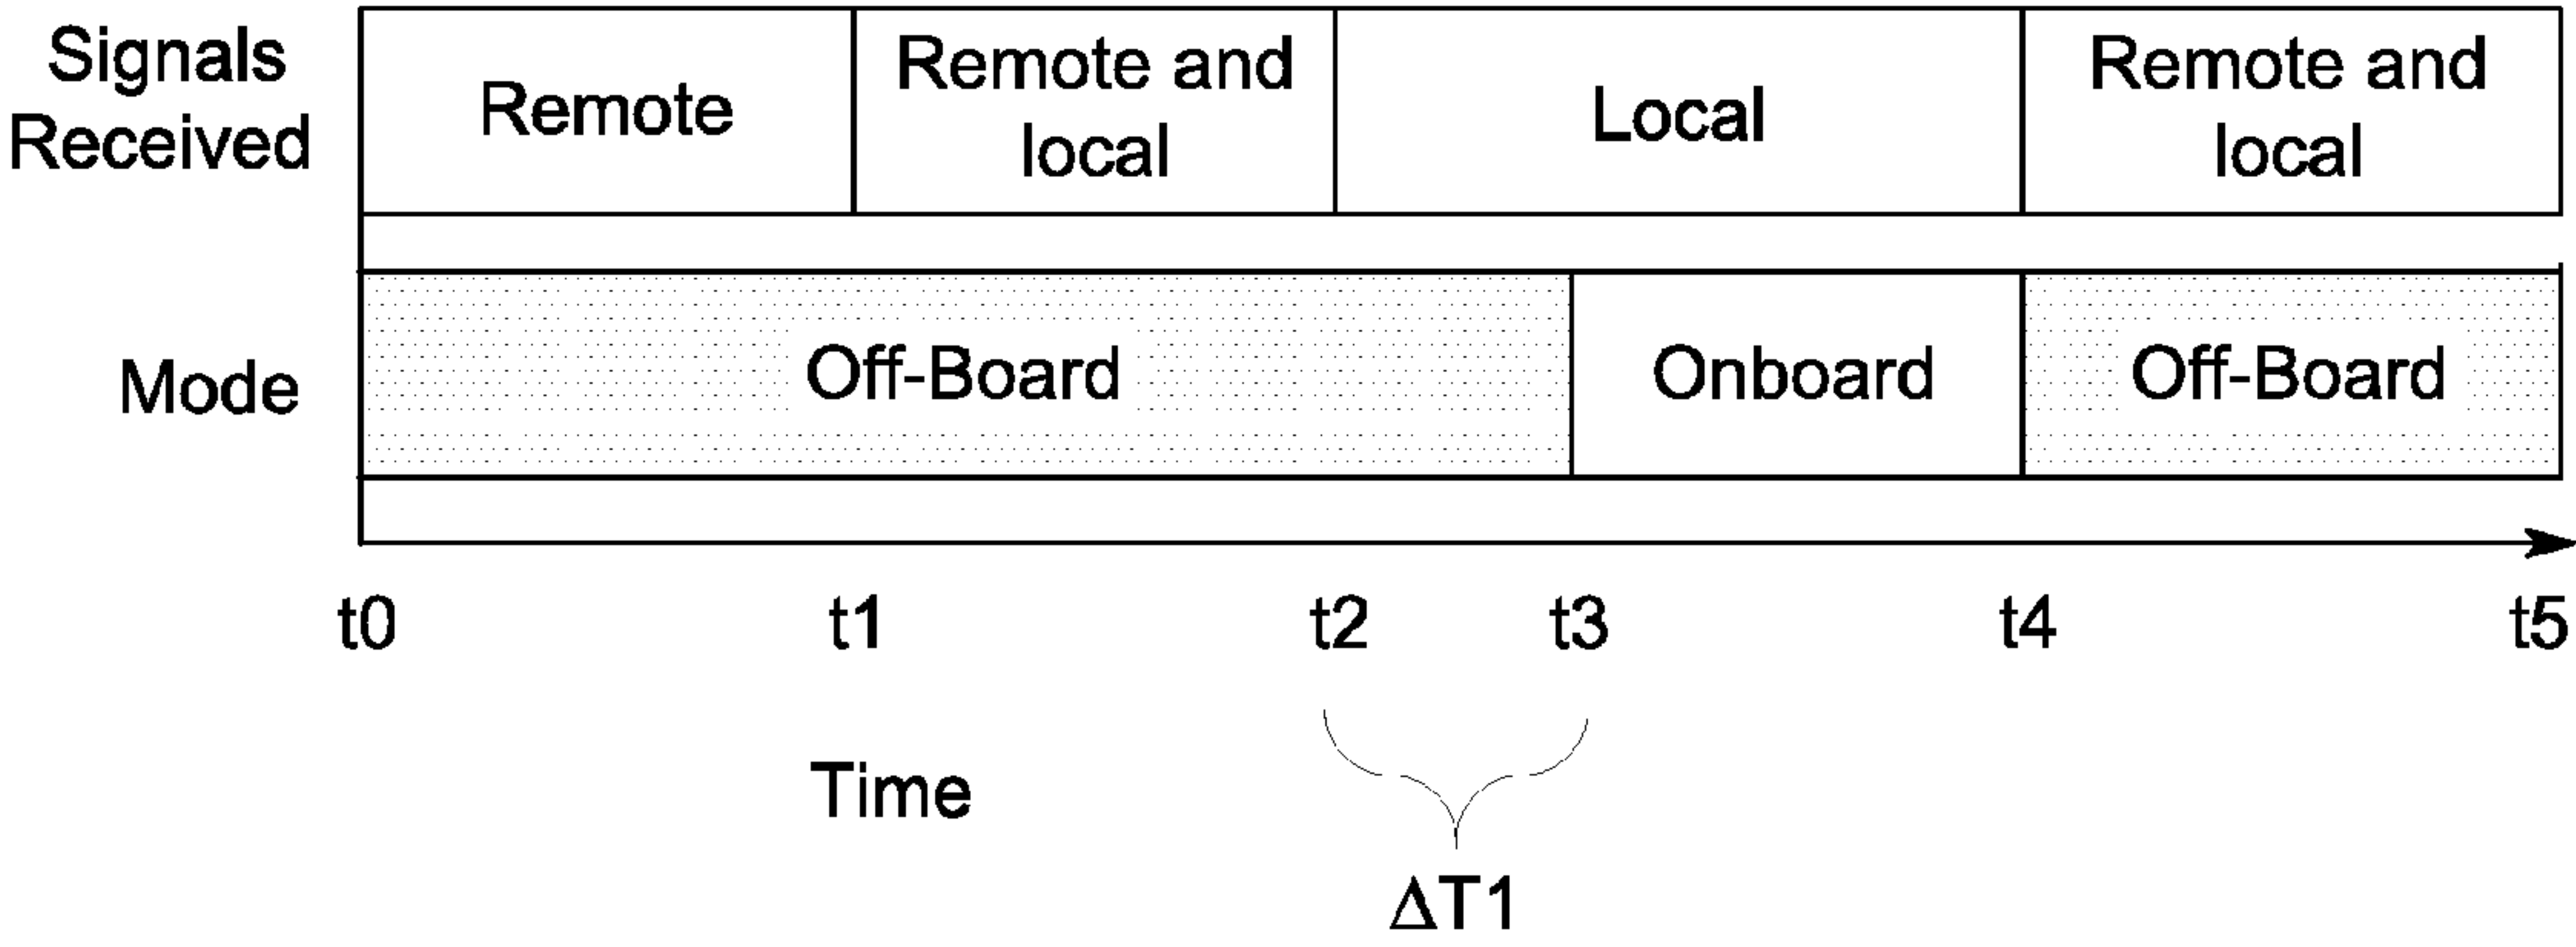 Signals
Received
Remote
Remote and
local
Local
Remote and
local
Mode
Off-Board
Onboard
Off-Board
t0
t1
t2
t3
t4
t5
Time
ΔT1